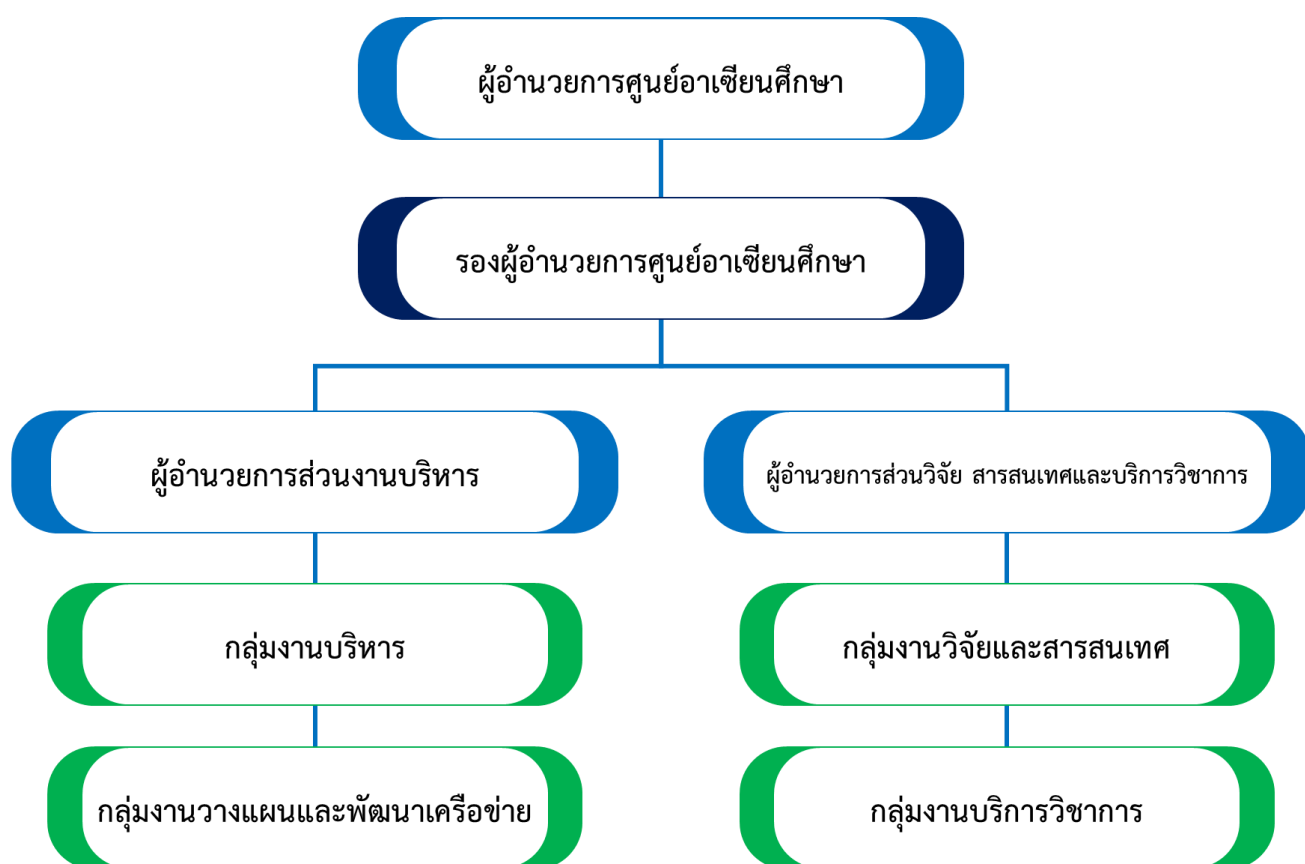 ผู้อำนวยการศูนย์อาเซียนศึกษา
รองผู้อำนวยการศูนย์อาเซียนศึกษา
ผู้อำนวยการส่วนงานบริหาร
ผู้อำนวยการส่วนวิจัย สารสนเทศและบริการวิชาการ
กลุ่มงานบริหาร
กลุ่มงานวิจัยและสารสนเทศ
กลุ่มงานวางแผนและพัฒนาเครือข่าย
กลุ่มงานบริการวิชาการ